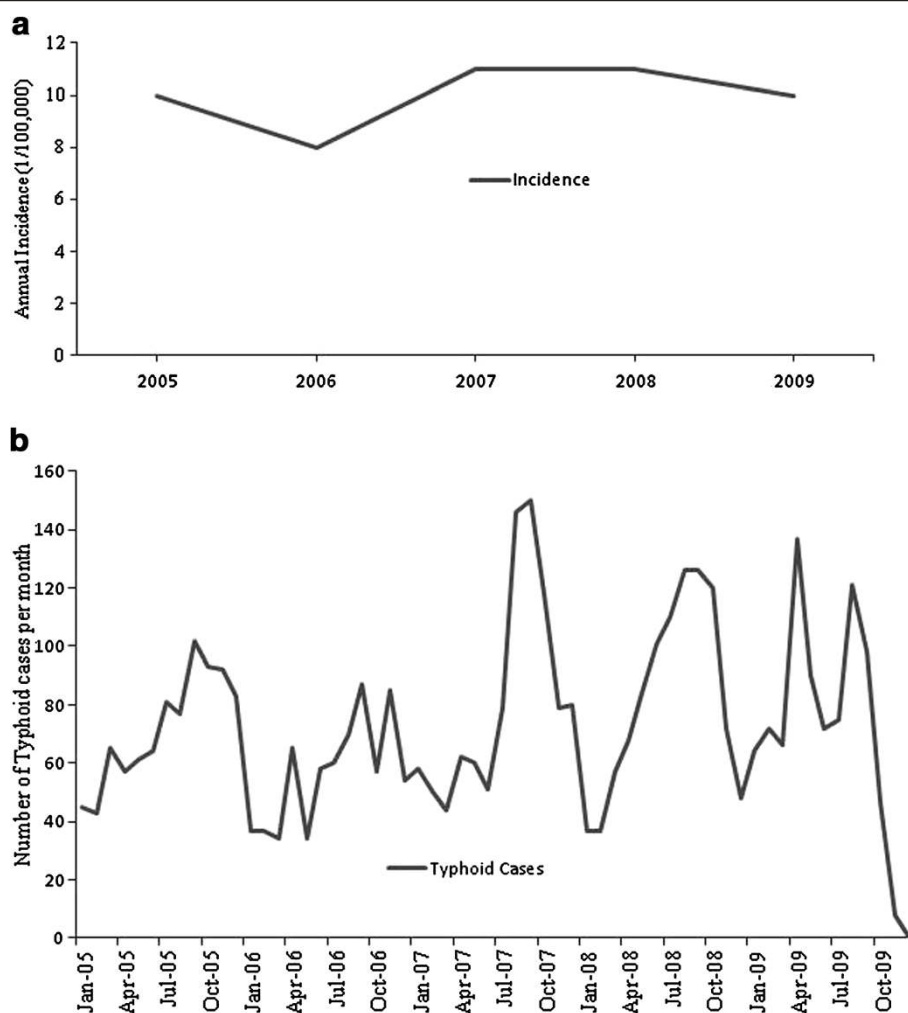 a
Annual Incidence (1/100,000)
12
10
8
6
4
2
0
Incidence
2005 2006 2007 2008 2009
b
Number of Typhoid cases per month
160
140
120
100
80
60
40
20
0
Typhoid Cases
Jan-05 Apr-05 Jul-05 Oct-05 Jan-06 Apr-06 Jul-06 Oct-06 Jan-07 Apr-07 Jul-07 Oct-07 Jan-08 Apr-08 Jul-08 Oct-08 Jan-09 Apr-09 Jul-09 Oct-09